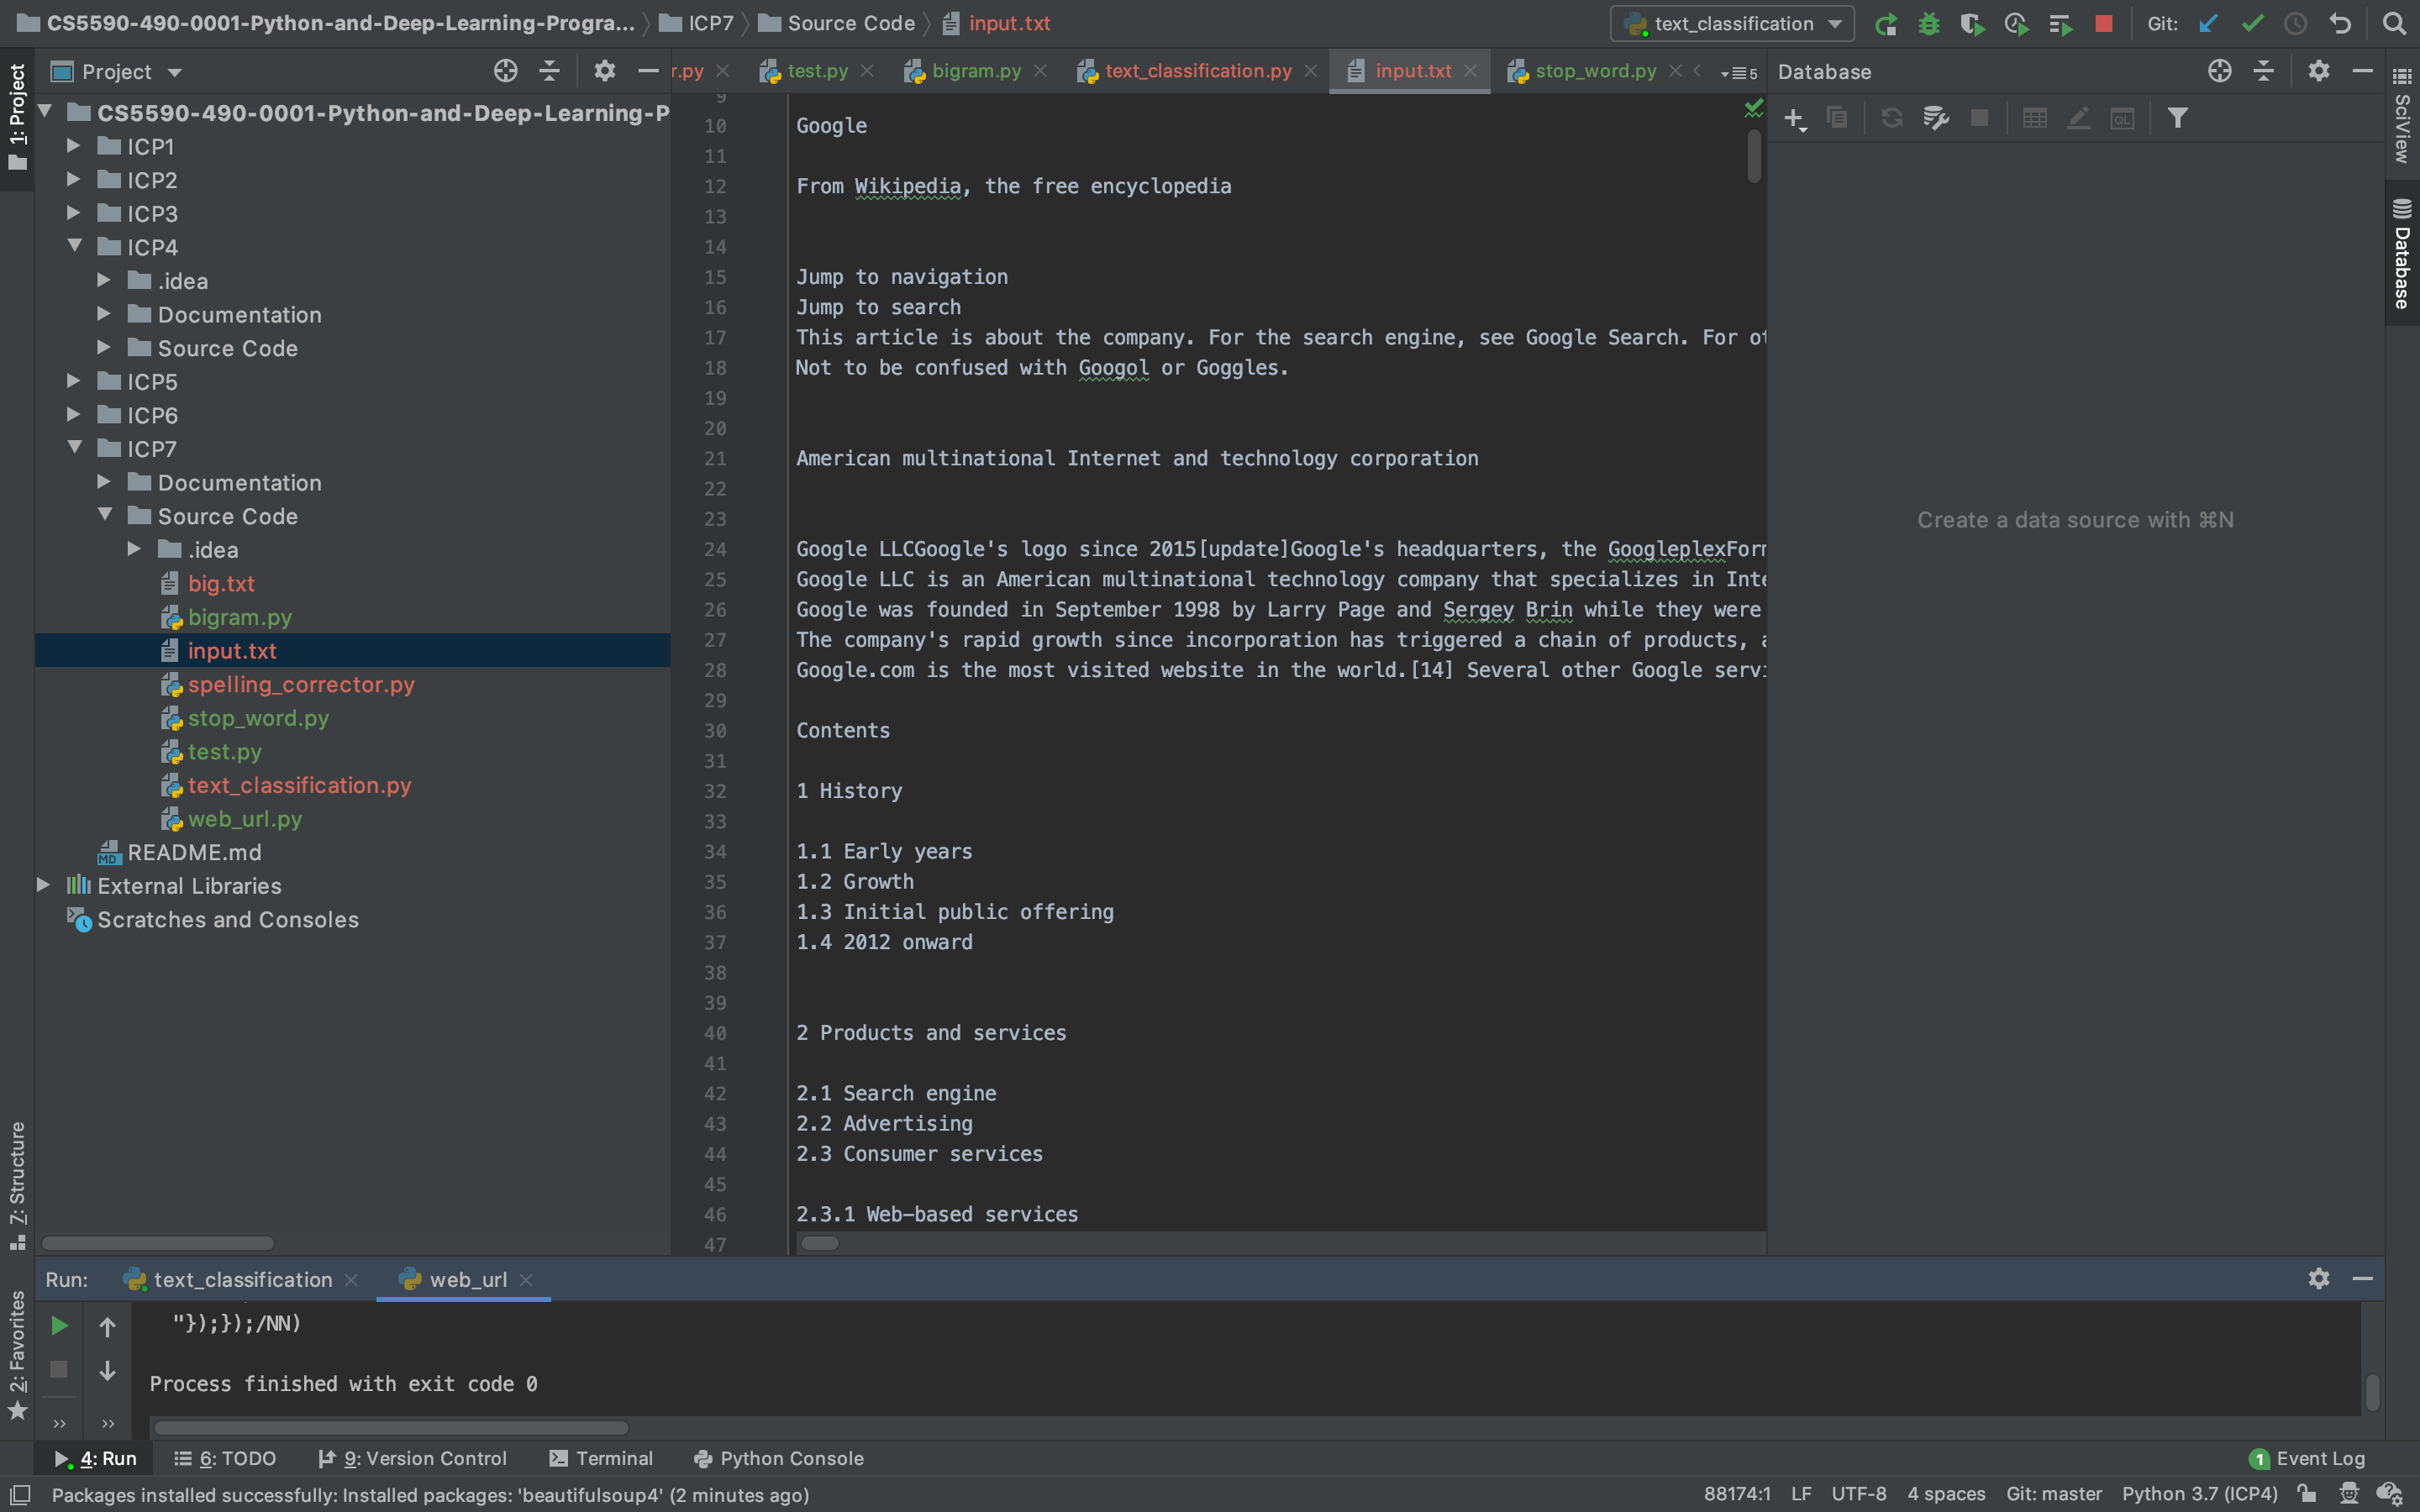 CS5590-490-0001-Python-and-Deep-Learning-Progra... ICP7 Source Code input.txt
text_classification
Git:
1: Project
Project
r.py
test.py
bigram.py
text_classification.py
input.txt
stop_word.py
5
Database
SciView
Database
CS5590-490-0001-Python-and-Deep-Learning-P
ICP1
ICP2
ICP3
ICP4
.idea
Documentation
Source Code
ICP5
ICP6
ICP7
Documentation
Source Code
.idea
big.txt
bigram.py
input.txt
spelling_corrector.py
stop_word.py
test.py
text_classification.py
web_url.py
MD README.md
External Libraries
Scratches and Consoles
9
10 Google
11
12 From Wikipedia, the free encyclopedia
13
14
15 Jump to navigation
16 Jump to search
17 This article is about the company. For the search engine, see Google Search. For ot
18 Not to be confused with Googol or Goggles.
19
20
21 American multinational Internet and technology corporation
22
23
24 Google LLCGoogle's logo since 2015[update]Google's headquarters, the GoogleplexForm
25 Google LLC is an American multinational technology company that specializes in Inte
26 Google was founded in September 1998 by Larry Page and Sergey Brin while they were
27 The company's rapid growth since incorporation has triggered a chain of products, a
28 Google.com is the most visited website in the world.[14] Several other Google servi
29
30 Contents
31
32 1 History
33
34 1.1 Early years
35 1.2 Growth
36 1.3 Initial public offering
37 1.4 2012 onward
38
39
40 2 Products and services
41
42 2.1 Search engine
43 2.2 Advertising
44 2.3 Consumer services
45
46 2.3.1 Web-based services
47
QL
Create a data source with ⌘N
Z: Structure
2: Favorites
Run: text_classification web_url
"});});/NN)
Process finished with exit code 0
4: Run 6: TODO 9: Version Control Terminal Python Console 1 Event Log
Packages installed successfully: Installed packages: 'beautifulsoup4' (2 minutes ago) 88174:1 LF UTF-8 4 spaces Git: master Python 3.7 (ICP4)